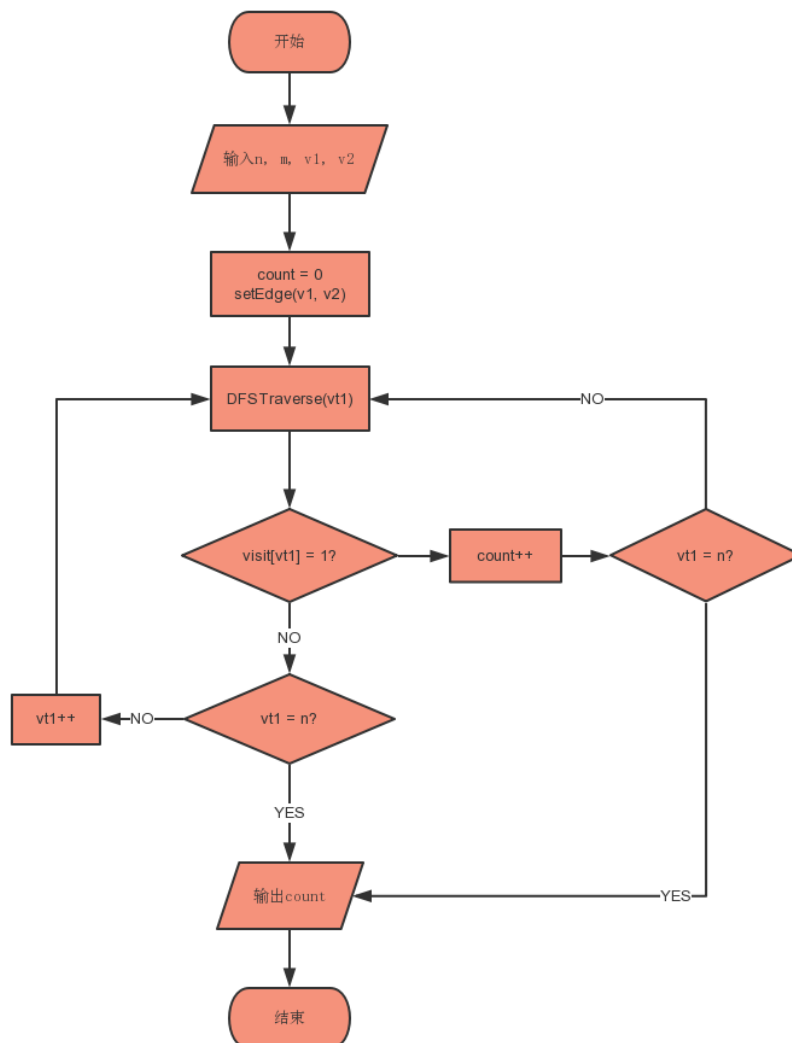 开始
输入n, m, v1, v2
count = 0
setEdge(v1, v2)
DFSTraverse(vt1)
NO
visit[vt1] = 1?
count++
vt1 = n?
NO
vt1++
NO
vt1 = n?
YES
输出count
YES
结束